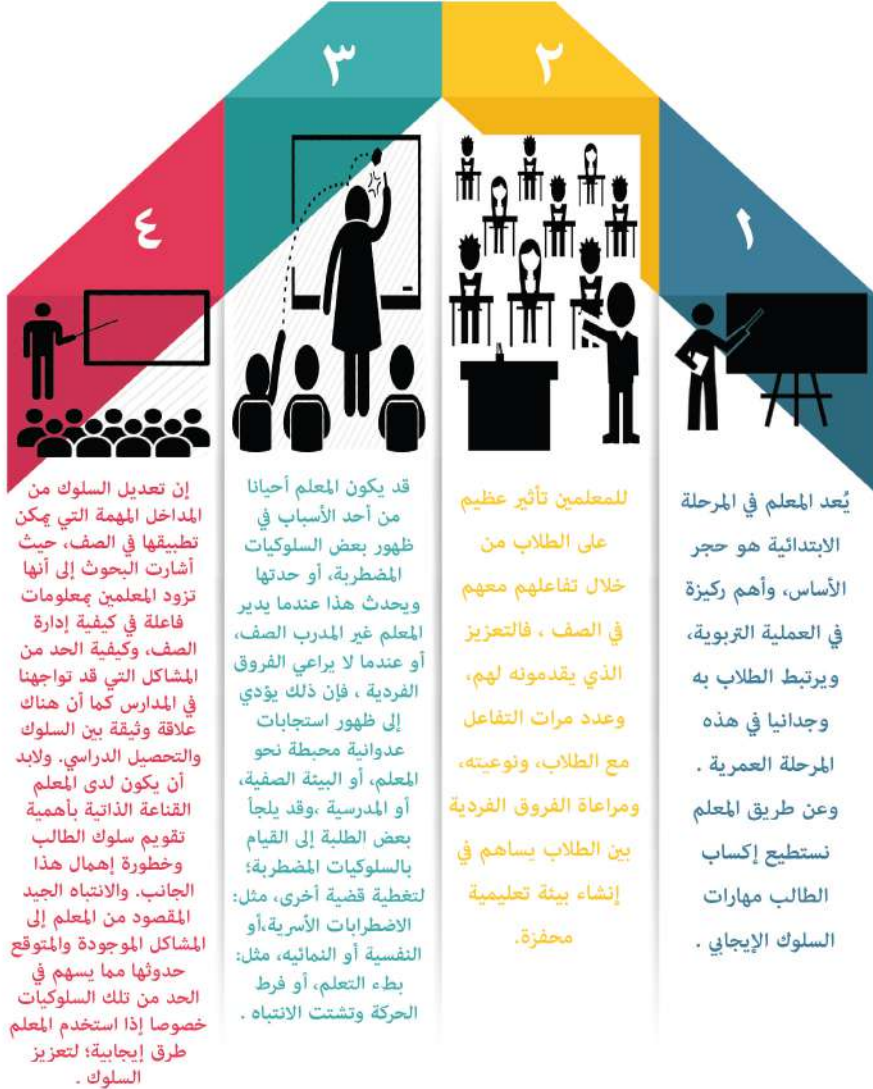 ١
يُعد المعلم في المرحلة
الابتدائية هو حجر
الأساس، وأهم ركيزة
في العملية التربوية،
ويرتبط الطلاب به
وجدانيا في هذه
المرحلة العمرية .
وعن طريق المعلم
نستطيع إكساب
الطالب مهارات
السلوك الإيجابي .
٢
للمعلمين تأثير عظيم
على الطلاب من
خلال تفاعلهم معهم
في الصف ، فالتعزيز
الذي يقدمونه لهم،
وعدد مرات التفاعل
مع الطلاب، ونوعيته،
ومراعاة الفروق الفردية
بين الطلاب يساهم في
إنشاء بيئة تعليمية
محفزة.
٣
قد يكون المعلم أحيانا
من أحد الأسباب في
ظهور بعض السلوكيات
المضطربة، أو حدتها
ويحدث هذا عندما يدير
المعلم غير المدرب الصف،
أو عندما لا يراعي الفروق
الفردية ، فإن ذلك يؤدي
إلى ظهور استجابات
عدوانية محبطة نحو
المعلم، أو البيئة الصفية،
أو المدرسية ،وقد يلجأ
بعض الطلبة إلى القيام
بالسلوكيات المضطربة؛
لتغطية قضية أخرى، مثل:
الاضطرابات الأسرية،أو
النفسية أو النمائيه، مثل:
بطء التعلم، أو فرط
الحركة وتشتت الانتباه .
٤
إن تعديل السلوك من
المداخل المهمة التي يمكن
تطبيقها في الصف، حيث
أشارت البحوث إلى أنها
تزود المعلمين بمعلومات
فاعلة في كيفية إدارة
الصف، وكيفية الحد من
المشاكل التي قد تواجهنا
في المدارس كما أن هناك
علاقة وثيقة بين السلوك
والتحصيل الدراسي. ولابد
أن يكون لدى المعلم
القناعة الذاتية بأهمية
تقويم سلوك الطالب
وخطورة إهمال هذا
الجانب. والانتباه الجيد
المقصود من المعلم إلى
المشاكل الموجودة والمتوقع
حدوثها مما يسهم في
الحد من تلك السلوكيات
خصوصا إذا استخدم المعلم
طرق إيجابية؛ لتعزيز
السلوك .